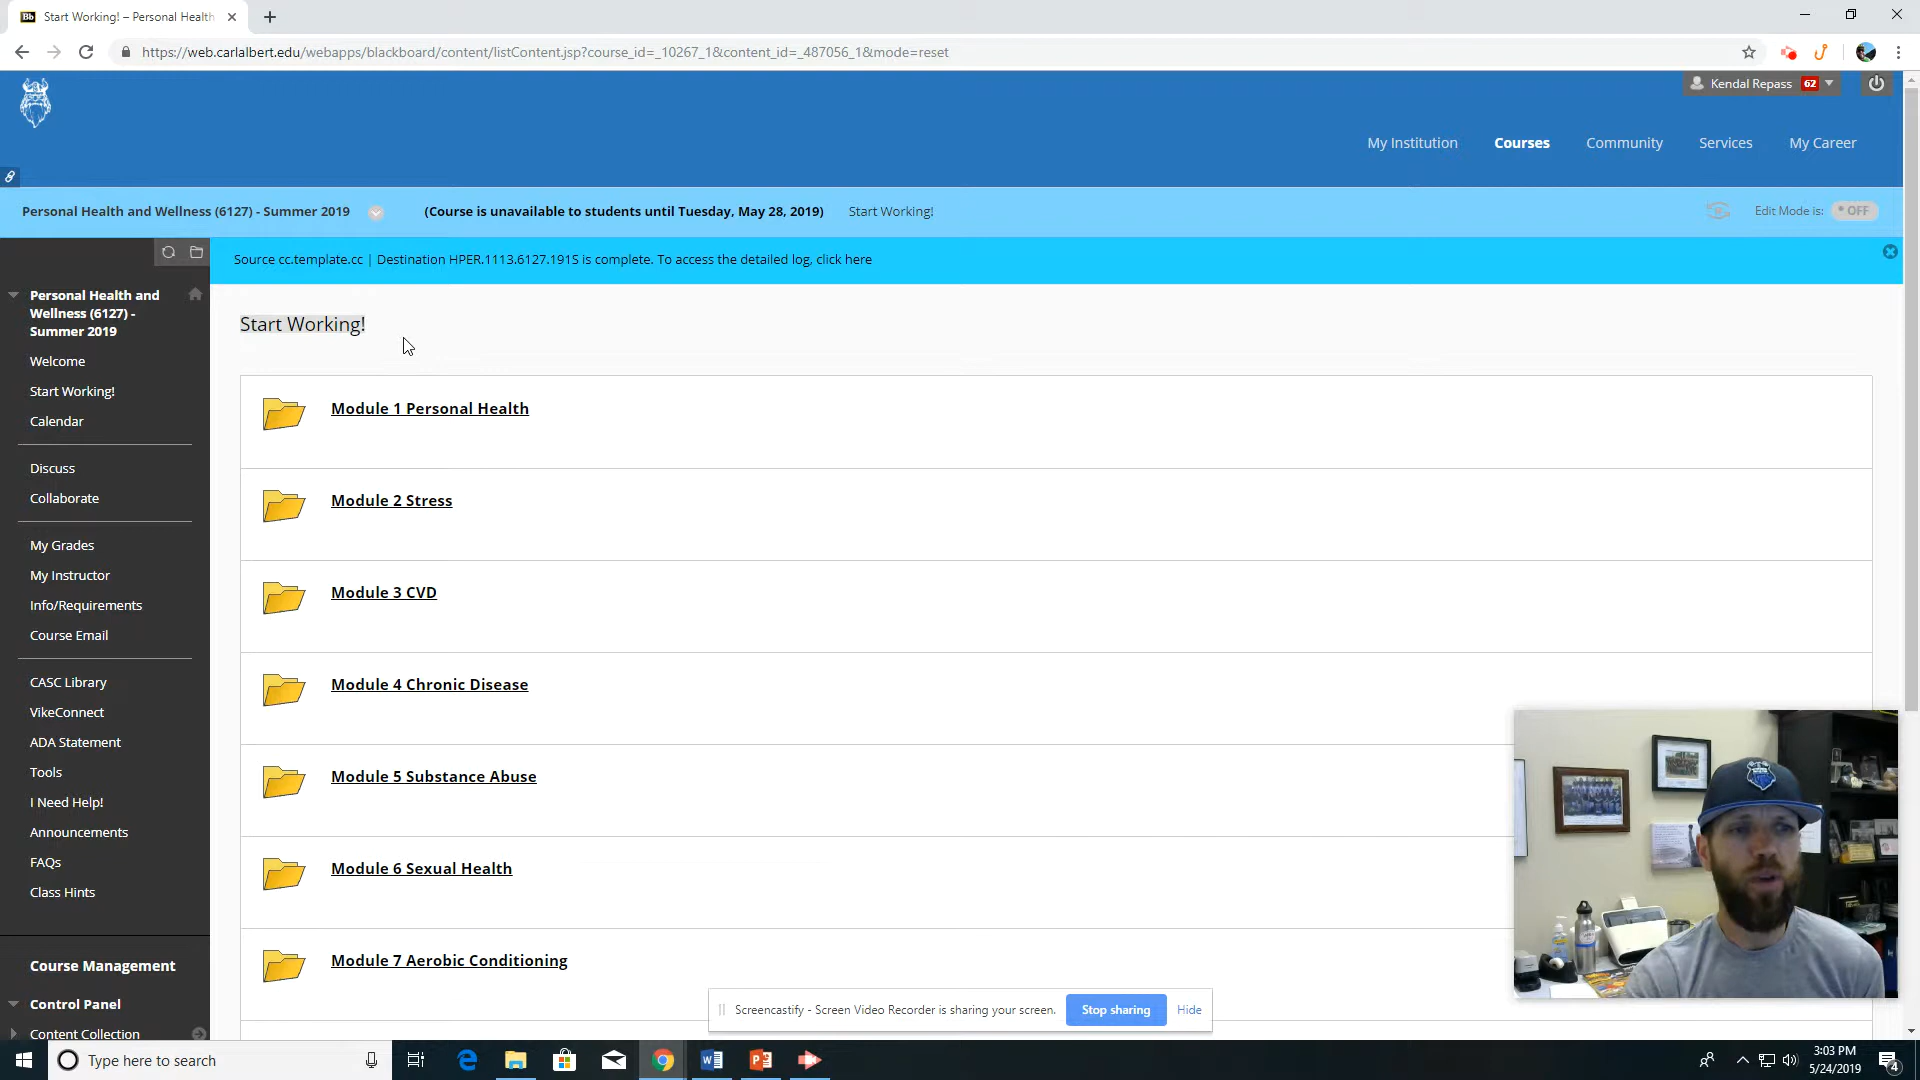 Bb Start Working! – Personal Health
https://web.carlalbert.edu/webapps/blackboard/content/listContent.jsp?course_id=_10267_1&content_id=_487056_1&mode=reset
Kendal Repass 62
My Institution Courses Community Services My Career
Personal Health and Wellness (6127) - Summer 2019 (Course is unavailable to students until Tuesday, May 28, 2019) Start Working! Edit Mode is: OFF
Source cc.template.cc | Destination HPER.1113.6127.191S is complete. To access the detailed log, click here
Personal Health and
Wellness (6127) -
Summer 2019
Welcome
Start Working!
Calendar
Discuss
Collaborate
My Grades
My Instructor
Info/Requirements
Course Email
CASC Library
VikeConnect
ADA Statement
Tools
I Need Help!
Announcements
FAQs
Class Hints
Course Management
Control Panel
Content Collection
Start Working!
Module 1 Personal Health
Module 2 Stress
Module 3 CVD
Module 4 Chronic Disease
Module 5 Substance Abuse
Module 6 Sexual Health
Module 7 Aerobic Conditioning
Screencastify - Screen Video Recorder is sharing your screen. Stop sharing Hide
Type here to search
3:03 PM
5/24/2019
4